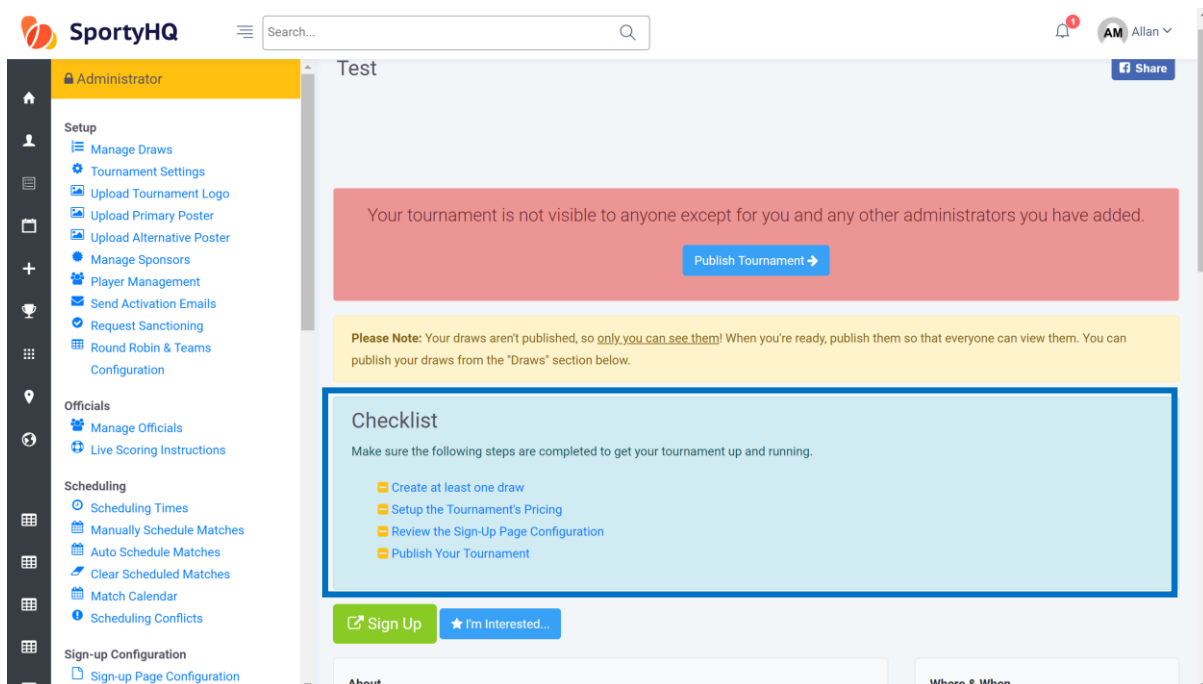 SportyHQ
Search...
1
AM Allan
Administrator
Setup
Manage Draws
Tournament Settings
Upload Tournament Logo
Upload Primary Poster
Upload Alternative Poster
Manage Sponsors
Player Management
Send Activation Emails
Request Sanctioning
Round Robin & Teams
Configuration
Officials
Manage Officials
Live Scoring Instructions
Scheduling
Scheduling Times
Manually Schedule Matches
Auto Schedule Matches
Clear Scheduled Matches
Match Calendar
Scheduling Conflicts
Sign-up Configuration
Sign-up Page Configuration
Test
Share
Your tournament is not visible to anyone except for you and any other administrators you have added.
Publish Tournament
Please Note: Your draws aren't published, so only you can see them! When you're ready, publish them so that everyone can view them. You can
publish your draws from the "Draws" section below.
Checklist
Make sure the following steps are completed to get your tournament up and running.
Create at least one draw
Setup the Tournament's Pricing
Review the Sign-Up Page Configuration
Publish Your Tournament
Sign Up
I'm Interested...
About
Where & When